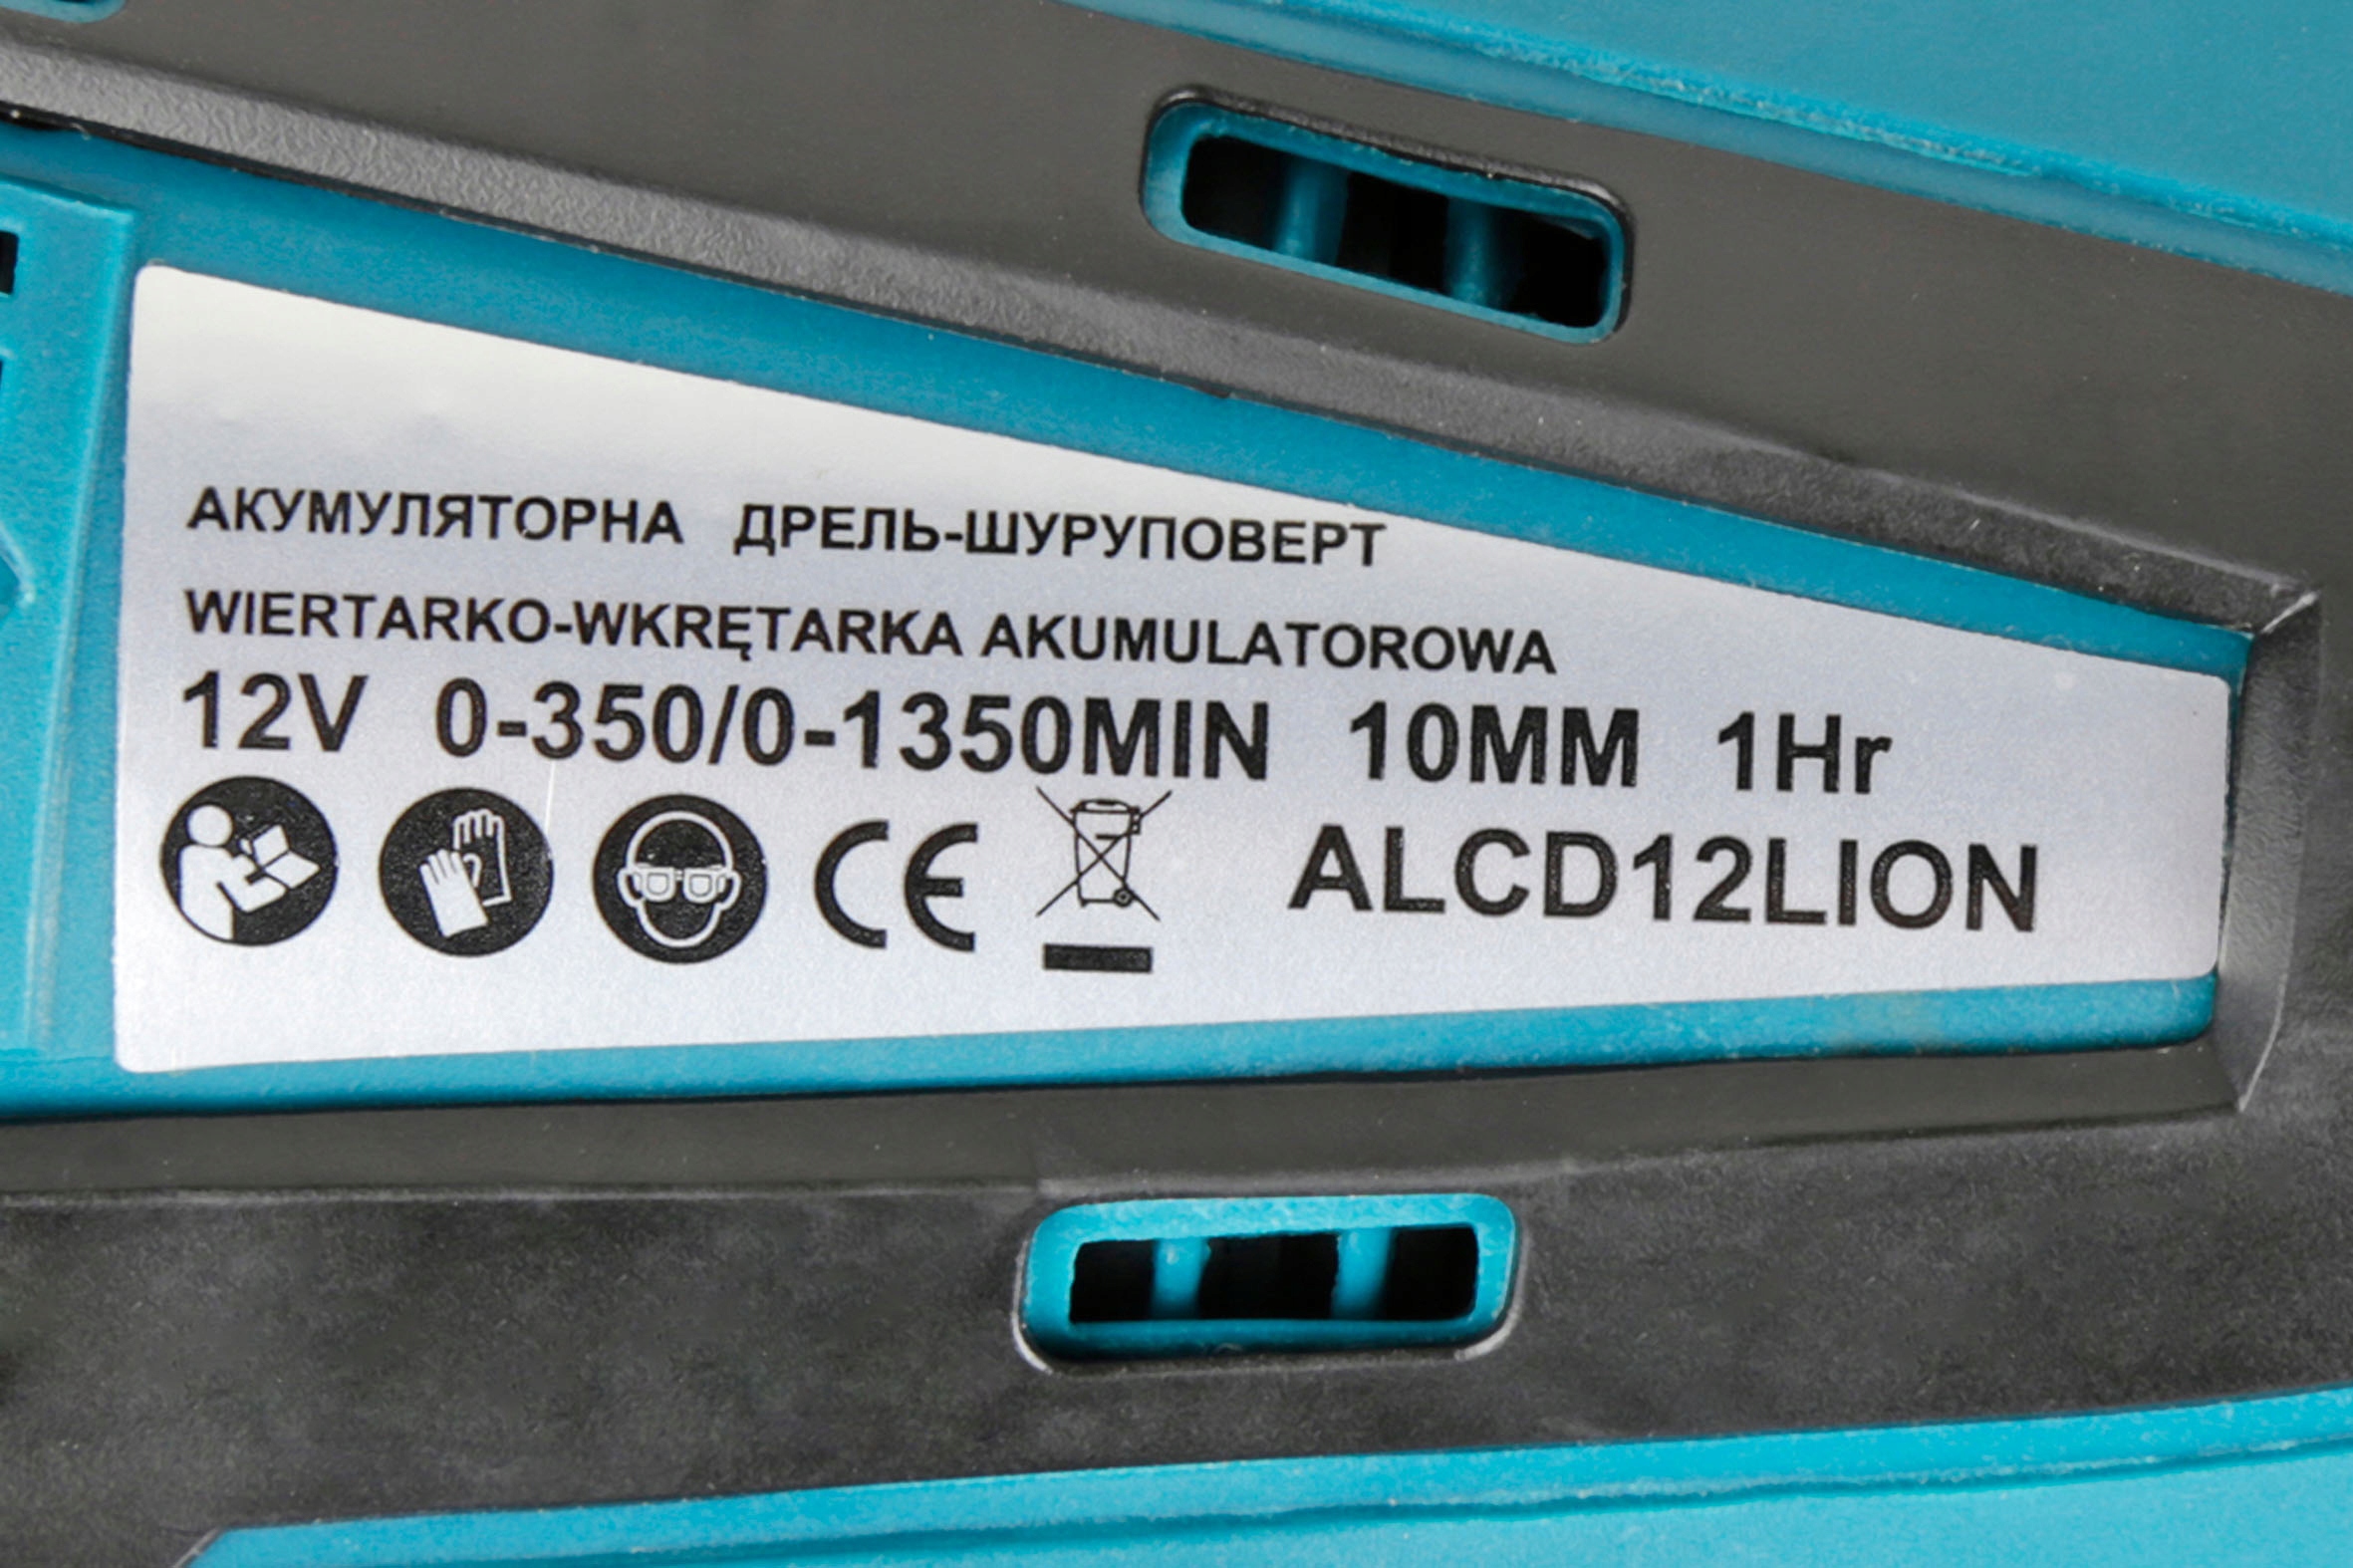 АКУМУЛЯТОРНА ДРЕЛЬ-ШУРУПОВЕРТ
WIERTARKO-WKRĘTARKA AKUMULATOROWA
12V 0-350/0-1350MIN 10MM 1Hr
CE ALCD12LION